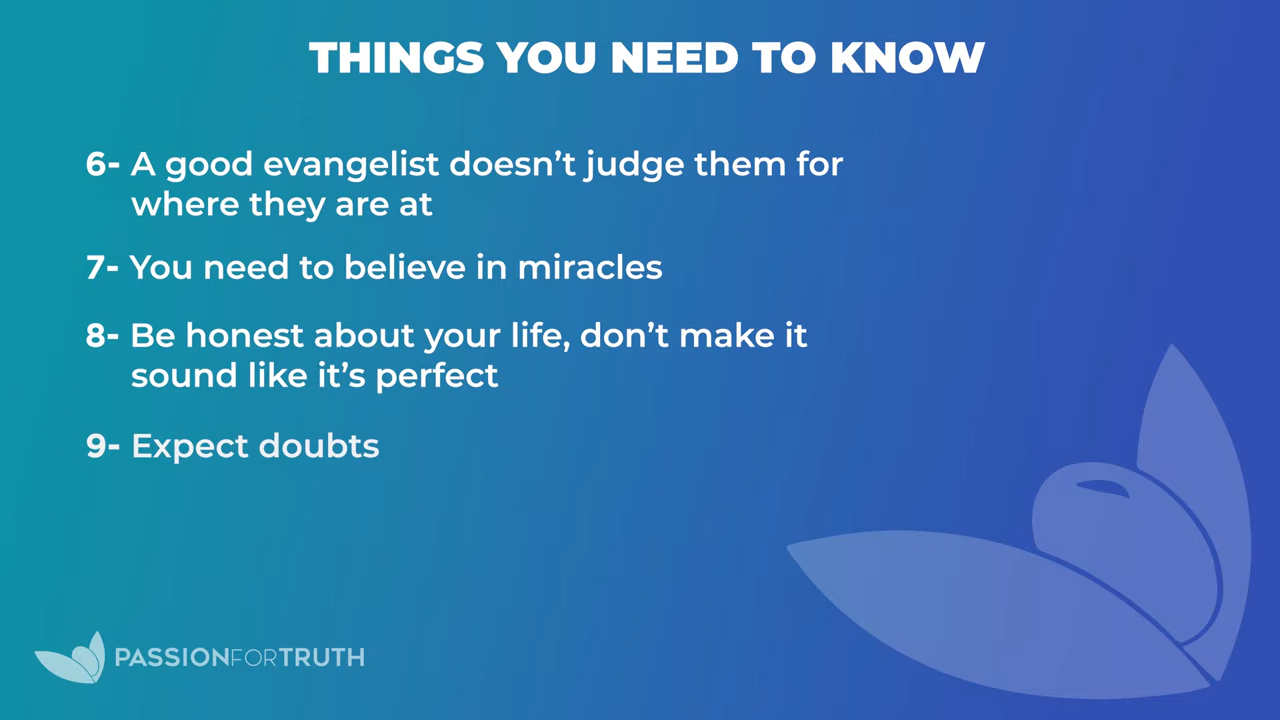 THINGS YOU NEED TO KNOW
6- A good evangelist doesn’t judge them for
where they are at
7- You need to believe in miracles
8- Be honest about your life, don’t make it
sound like it’s perfect
9- Expect doubts
PASSIONFORTRUTH